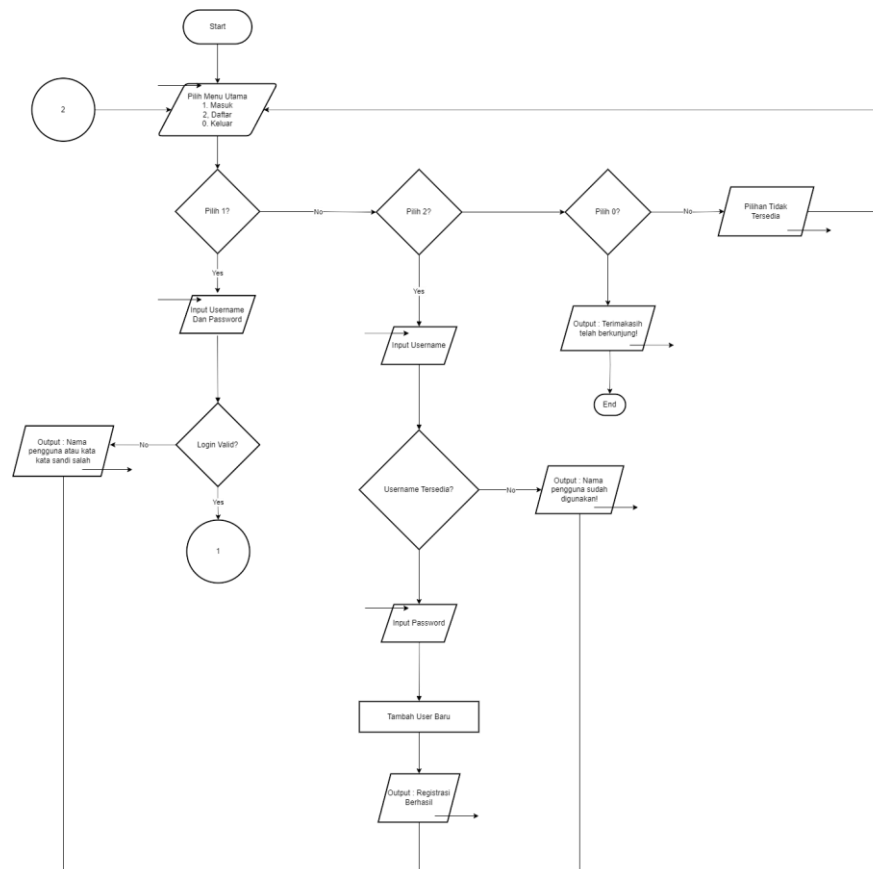 Start
2
Pilih Menu Utama
1. Masuk
2, Daftar
0. Keluar
Pilih 1?
No
Pilih 2?
Pilih 0?
No
Pilihan Tidak
Tersedia
Yes
Yes
Input Username
Dan Password
Input Username
Output : Terimakasih
telah berkunjung!
End
Output : Nama
pengguna atau kata
kata sandi salah
No
Login Valid?
Yes
1
Username Tersedia?
No
Output : Nama
pengguna sudah
digunakan!
Input Password
Tambah User Baru
Output : Registrasi
Berhasil